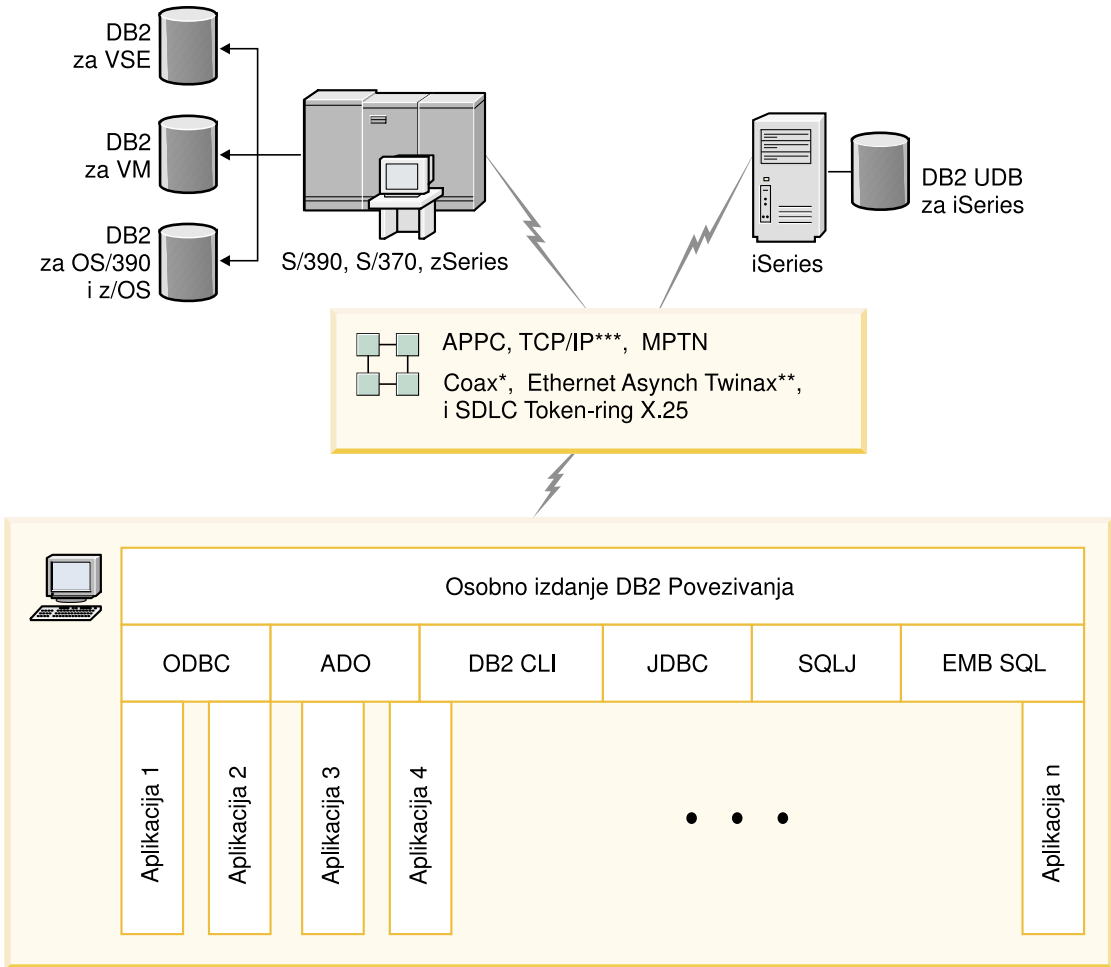 DB2
za VSE
DB2
za VM
DB2
za OS/390
i z/OS
S/390, S/370, zSeries
iSeries
DB2 UDB
za iSeries
APPC, TCP/IP***, MPTN
Coax*, Ethernet Asynch Twinax**,
i SDLC Token-ring X.25
Osobno izdanje DB2 Povezivanja
ODBC
ADO
DB2 CLI
JDBC
SQLJ
EMB SQL
Aplikacija 1
Aplikacija 2
Aplikacija 3
Aplikacija 4
• • •
Aplikacija n